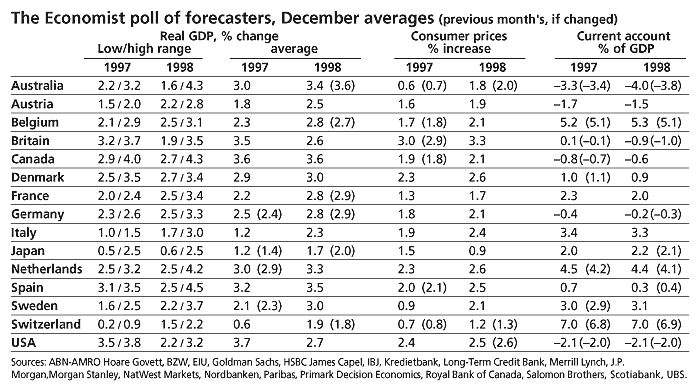 The Economist poll of forecasters, December averages (previous month's, if changed)
Real GDP, % change Consumer prices Current account
Low/high range average % increase % of GDP
1997 1998 1997 1998 1997 1998 1997 1998
Australia 2.2/3.2 1.6/4.3 3.0 3.4 (3.6) 0.6 (0.7) 1.8 (2.0) –3.3(–3.4) –4.0(–3.8)
Austria 1.5/2.0 2.2/2.8 1.8 2.5 1.6 1.9 –1.7 –1.5
Belgium 2.1/2.9 2.5/3.1 2.3 2.8 (2.7) 1.7 (1.8) 2.1 5.2 (5.1) 5.3 (5.1)
Britain 3.2/3.7 1.9/3.5 3.5 2.6 3.0 (2.9) 3.3 0.1(–0.1) –0.9(–1.0)
Canada 2.9/4.0 2.7/4.3 3.6 3.6 1.9 (1.8) 2.1 –0.8(–0.7) –0.6
Denmark 2.5/3.5 2.7/3.4 2.9 3.0 2.3 2.6 1.0 (1.1) 0.9
France 2.0/2.4 2.5/3.4 2.2 2.8 (2.9) 1.3 1.7 2.3 2.0
Germany 2.3/2.6 2.5/3.3 2.5 (2.4) 2.8 (2.9) 1.8 2.1 –0.4 –0.2(–0.3)
Italy 1.0/1.5 1.7/3.0 1.2 2.3 1.9 2.4 3.4 3.3
Japan 0.5/2.5 0.6/2.5 1.2 (1.4) 1.7 (2.0) 1.5 0.9 2.0 2.2 (2.1)
Netherlands 2.5/3.2 2.5/4.2 3.0 (2.9) 3.3 2.3 2.6 4.5 (4.2) 4.4 (4.1)
Spain 3.1/3.5 2.5/4.5 3.2 3.5 2.0 (2.1) 2.5 0.7 0.3 (0.4)
Sweden 1.6/2.5 2.2/3.7 2.1 (2.3) 3.0 0.9 2.1 3.0 (2.9) 3.1
Switzerland 0.2/0.9 1.5/2.2 0.6 1.9 (1.8) 0.7 (0.8) 1.2 (1.3) 7.0 (6.8) 7.0 (6.9)
USA 3.5/3.8 2.2/3.2 3.7 2.7 2.4 2.5 (2.6) –2.1(–2.0) –2.1(–2.0)
Sources: ABN-AMRO Hoare Govett, BZW, EIU, Goldman Sachs, HSBC James Capel, IBJ, Kredietbank, Long-Term Credit Bank, Merrill Lynch, J.P.
Morgan,Morgan Stanley, NatWest Markets, Nordbanken, Paribas, Primark Decision Economics, Royal Bank of Canada, Salomon Brothers, Scotiabank, UBS.